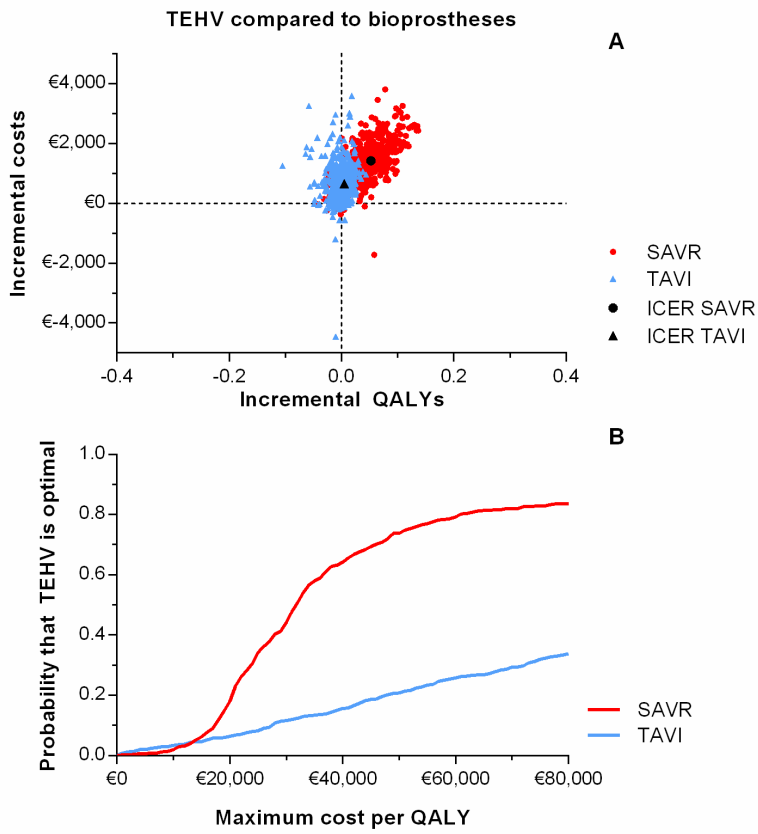 TEHV compared to bioprostheses
A
Incremental costs
€4,000
€2,000
€0
€-2,000
€-4,000
-0.4
-0.2
0.0
0.2
0.4
Incremental QALYs
SAVR
TAVI
ICER SAVR
ICER TAVI
B
Probability that TEHV is optimal
1.0
0.8
0.6
0.4
0.2
0.0
€0
€20,000
€40,000
€60,000
€80,000
Maximum cost per QALY
SAVR
TAVI